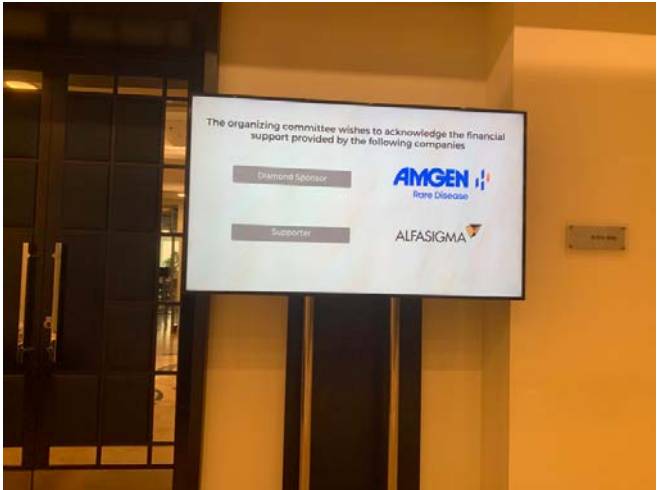 The organizing committee wishes to acknowledge the financial
support provided by the following companies
Diamond Sponsor
AMGEN
Rare Disease
Supporter
ALFASIGMA